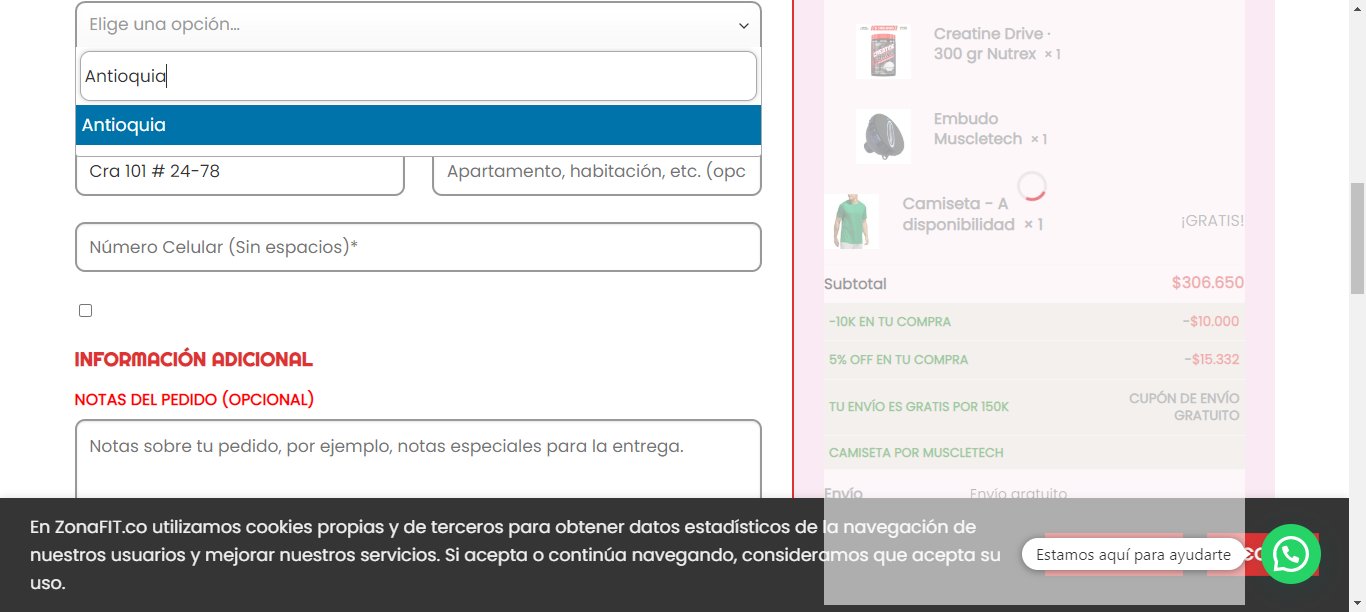 Elige una opción...
Antioquia
Antioquia
Cra 101 # 24-78
Apartamento, habitación, etc. (opc
Número Celular (Sin espacios)*
INFORMACIÓN ADICIONAL
NOTAS DEL PEDIDO (OPCIONAL)
Notas sobre tu pedido, por ejemplo, notas especiales para la entrega.
Creatine Drive ·
300 gr Nutrex × 1
Embudo
Muscletech × 1
Camiseta - A
disponibilidad × 1
¡GRATIS!
Subtotal $306.650
-10K EN TU COMPRA -$10.000
5% OFF EN TU COMPRA -$15.332
TU ENVÍO ES GRATIS POR 150K CUPÓN DE ENVÍO
GRATUITO
CAMISETA POR MUSCLETECH
Envío Envío gratuito
En ZonaFIT.co utilizamos cookies propias y de terceros para obtener datos estadísticos de la navegación de
nuestros usuarios y mejorar nuestros servicios. Si acepta o continúa navegando, consideramos que acepta su
uso.
Estamos aquí para ayudarte